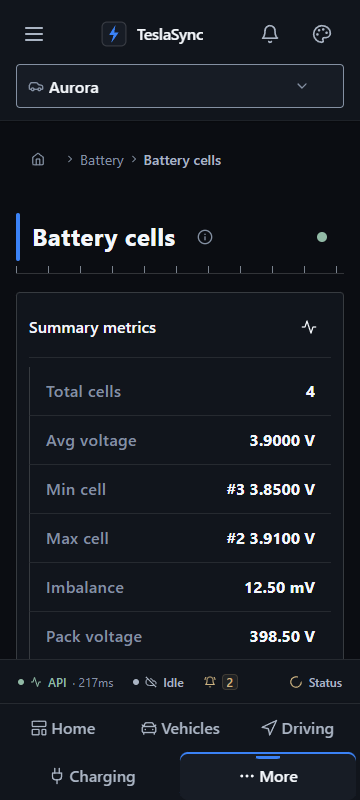 TeslaSync
Aurora
Battery
Battery cells
Battery cells
Summary metrics
Total cells 4
Avg voltage 3.9000 V
Min cell #3 3.8500 V
Max cell #2 3.9100 V
Imbalance 12.50 mV
Pack voltage 398.50 V
API · 217ms Idle 2 Status
Home Vehicles Driving
Charging More